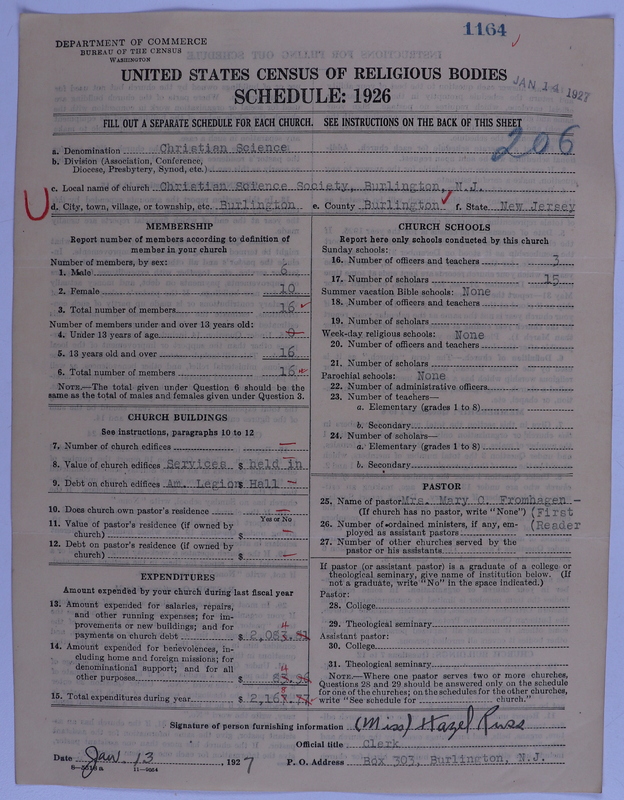 1164
DEPARTMENT OF COMMERCE
BUREAU OF THE CENSUS
WASHINGTON
UNITED STATES CENSUS OF RELIGIOUS BODIES
JAN 14 1927
SCHEDULE: 1926
FILL OUT A SEPARATE SCHEDULE FOR EACH CHURCH. SEE INSTRUCTIONS ON THE BACK OF THIS SHEET
206
a. Denomination Christian Science
b. Division (Association, Conference,
Diocese, Presbytery, Synod, etc.)
c. Local name of church Christian Science Society, Burlington, N.J.
d. City, town, village, or township, etc. Burlington e. County Burlington f. State New Jersey
MEMBERSHIP
Report number of members according to definition of
member in your church
Number of members, by sex:
1. Male 6
2. Female 10
3. Total number of members 16
Number of members under and over 13 years old:
4. Under 13 years of age 0
5. 13 years old and over 16
6. Total number of members 16
NOTE.—The total given under Question 6 should be
same as the total of males and females given under Question 3.
CHURCH BUILDINGS
See instructions, paragraphs 10 to 12
7. Number of church edifices
8. Value of church edifices Services $ held in
9. Debt on church edifices Am. Legion $ Hall
10. Does church own pastor's residence
Yes or No
11. Value of pastor's residence (if owned by
church) $
12. Debt on pastor's residence (if owned by
church) $
EXPENDITURES
Amount expended by your church during last fiscal year
13. Amount expended for salaries, repairs,
and other running expenses; for im-
provements or new buildings; and for
payments on church debt $ 2,083.81
14. Amount expended for benevolences, in-
cluding home and foreign missions; for
denominational support; and for all
other purposes $
15. Total expenditures during year $
CHURCH SCHOOLS
Report here only schools conducted by this church
Sunday schools:
16. Number of officers and teachers 3
17. Number of scholars 15
Summer vacation Bible schools: None
18. Number of officers and teachers
19. Number of scholars
Week-day religious schools: None
20. Number of officers and teachers
21. Number of scholars
Parochial schools: None
22. Number of administrative officers
23. Number of teachers—
a. Elementary (grades 1 to 8)
b. Secondary
24. Number of scholars—
a. Elementary (grades 1 to 8)
b. Secondary
PASTOR
25. Name of pastor Mrs. Mary C. Fromhagen -
(If church has no pastor, write "None") (First
26. Number of ordained ministers, if any, em- (Reader
ployed as assistant pastors
27. Number of other churches served by the
pastor or his assistants
If pastor (or assistant pastor) is a graduate of a college or
theological seminary, give name of institution below. (If
not a graduate, write "No" in the space indicated.)
Pastor:
28. College
29. Theological seminary
Assistant pastor:
30. College
31. Theological seminary
NOTE.—Where one pastor serves two or more churches,
Questions 28 and 29 should be answered only on the schedule
for one of the churches; on the schedules for the other churches,
write "See schedule for church."
Signature of person furnishing information (Miss) Hazel Russ
Official title Clerk
Date Jan. 13 1927 P. O. Address Box 303, Burlington, N.J.